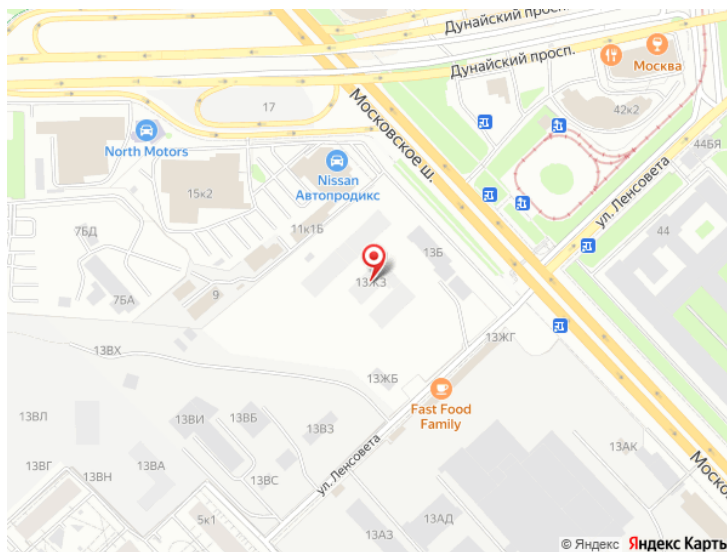 Дунайский просп.
Дунайский просп.
Москва
17
42к2
Московское ш.
North Motors
44БЯ
Nissan
Автопродикс
15к2
ул. Ленсовета
11к1Б
7БД
44
13Б
13ЖЗ
9
7БА
13ЖГ
13ВХ
13ЖБ
Fast Food
Family
13ВЛ
13ВИ
13ВБ
13ВЗ
13АК
13ВГ
13ВА
13ВН
13ВС
ул. Ленсовета
Моско
5к1
13АД
13АЗ
© Яндекс Яндекс Карты